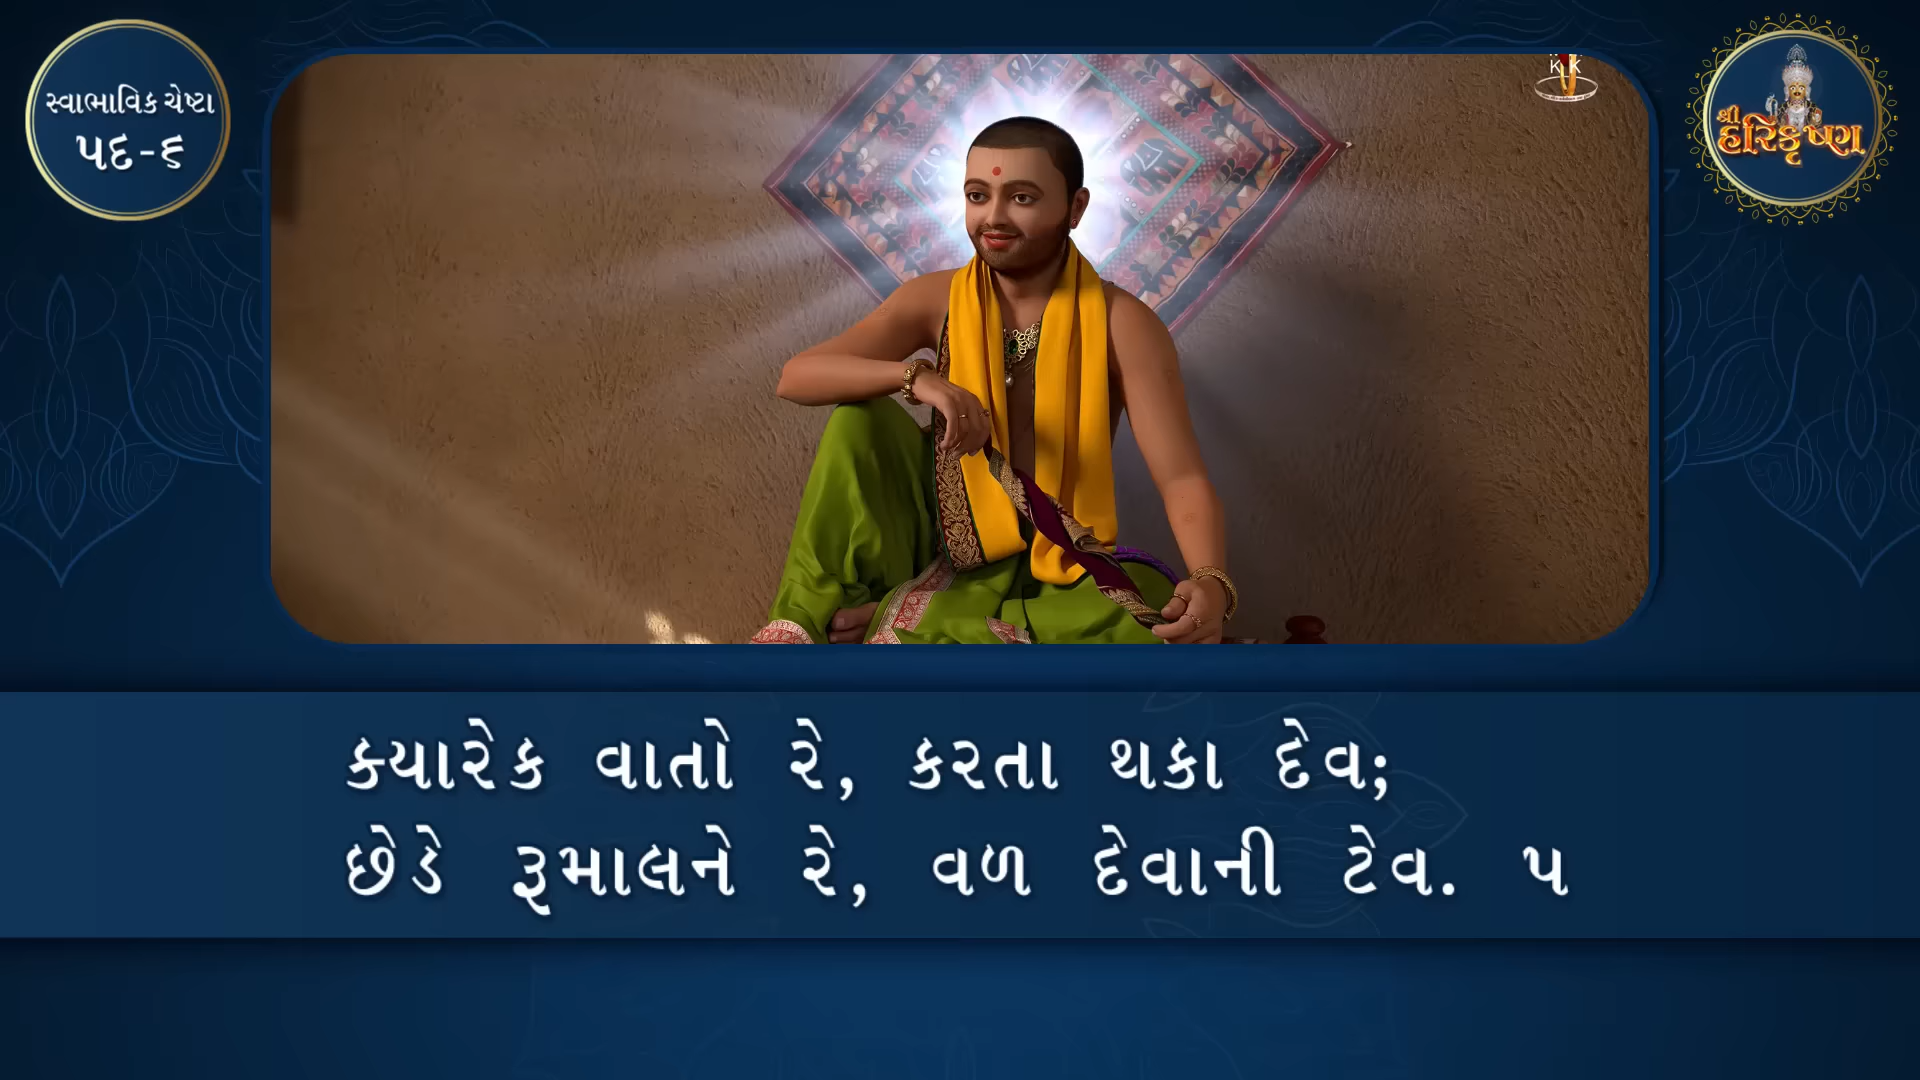 સ્વાભાવિક ચેષ્ટા
પદ-૬
શ્રી
હરિકૃષ્ણ
ક્યારેક વાતો રે, કરતા થકા દેવ;
છેડે રૂમાલને રે, વળ દેવાની ટેવ. ૫